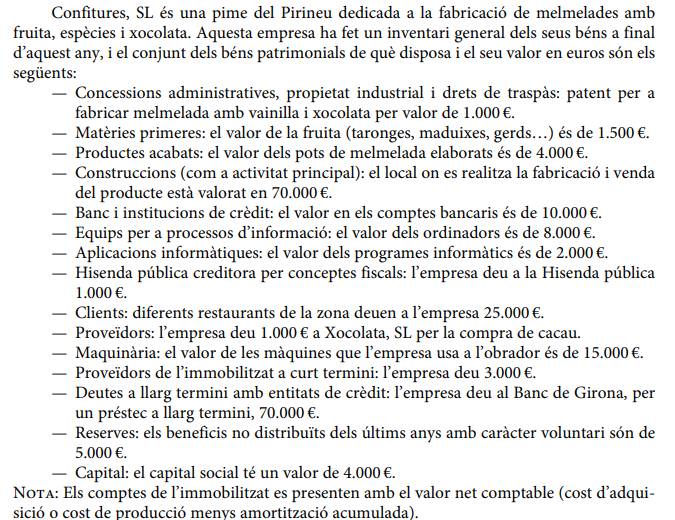 Confitures, SL és una pime del Pirineu dedicada a la fabricació de melmelades amb
fruita, espècies i xocolata. Aquesta empresa ha fet un inventari general dels seus béns a final
d’aquest any, i el conjunt dels béns patrimonials de què disposa i el seu valor en euros són els
següents:
— Concessions administratives, propietat industrial i drets de traspàs: patent per a
fabricar melmelada amb vainilla i xocolata per valor de 1.000 €.
— Matèries primeres: el valor de la fruita (taronges, maduixes, gerds…) és de 1.500 €.
— Productes acabats: el valor dels pots de melmelada elaborats és de 4.000 €.
— Construccions (com a activitat principal): el local on es realitza la fabricació i venda
del producte està valorat en 70.000 €.
— Banc i institucions de crèdit: el valor en els comptes bancaris és de 10.000 €.
— Equips per a processos d’informació: el valor dels ordinadors és de 8.000 €.
— Aplicacions informàtiques: el valor dels programes informàtics és de 2.000 €.
— Hisenda pública creditora per conceptes fiscals: l’empresa deu a la Hisenda pública
1.000 €.
— Clients: diferents restaurants de la zona deuen a l’empresa 25.000 €.
— Proveïdors: l’empresa deu 1.000 € a Xocolata, SL per la compra de cacau.
— Maquinària: el valor de les màquines que l’empresa usa a l’obrador és de 15.000 €.
— Proveïdors de l’immobilitzat a curt termini: l’empresa deu 3.000 €.
— Deutes a llarg termini amb entitats de crèdit: l’empresa deu al Banc de Girona, per
un préstec a llarg termini, 70.000 €.
— Reserves: els beneficis no distribuïts dels últims anys amb caràcter voluntari són de
5.000 €.
— Capital: el capital social té un valor de 4.000 €.
NOTA: Els comptes de l’immobilitzat es presenten amb el valor net comptable (cost d’adqui-
sició o cost de producció menys amortització acumulada).